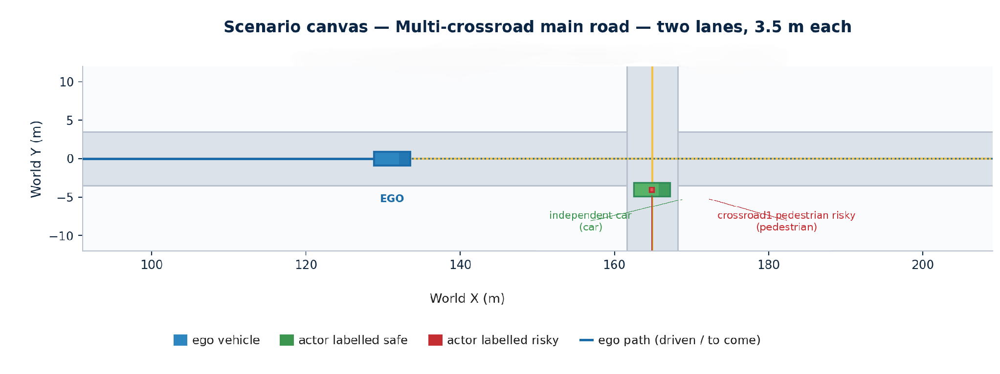 Scenario canvas — Multi-crossroad main road — two lanes, 3.5 m each
World Y (m)
10
5
0
−5
−10
EGO
independent car
(car)
crossroad1 pedestrian risky
(pedestrian)
100
120
140
160
180
200
World X (m)
ego vehicle
actor labelled safe
actor labelled risky
ego path (driven / to come)